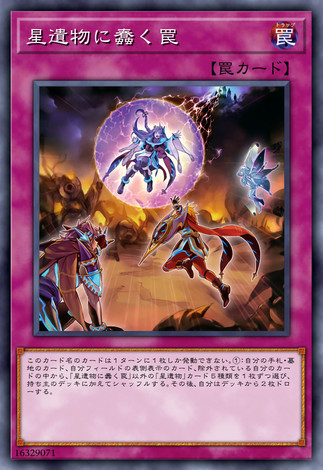 星遺物に蠢く罠
トラップ
罠
【罠カード】
このカード名のカードは1ターンに1枚しか発動できない。①:自分の手札・墓
地のカード、自分フィールドの表側表示のカード、除外されている自分のカード
の中から、「星遺物に蠢く罠」以外の「星遺物」カード5種類を1枚ずつ選び、
持ち主のデッキに加えてシャッフルする。その後、自分はデッキから2枚ドロ
ーする。
16329071